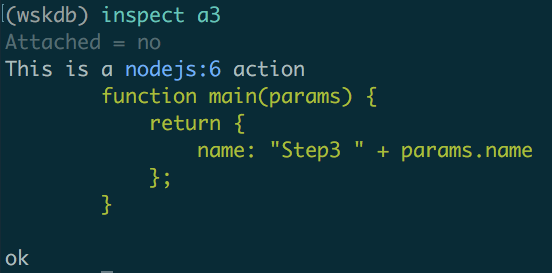 (wskdb) inspect a3
Attached = no
This is a nodejs:6 action
        function main(params) {
            return {
                name: "Step3 " + params.name
            };
        }

ok